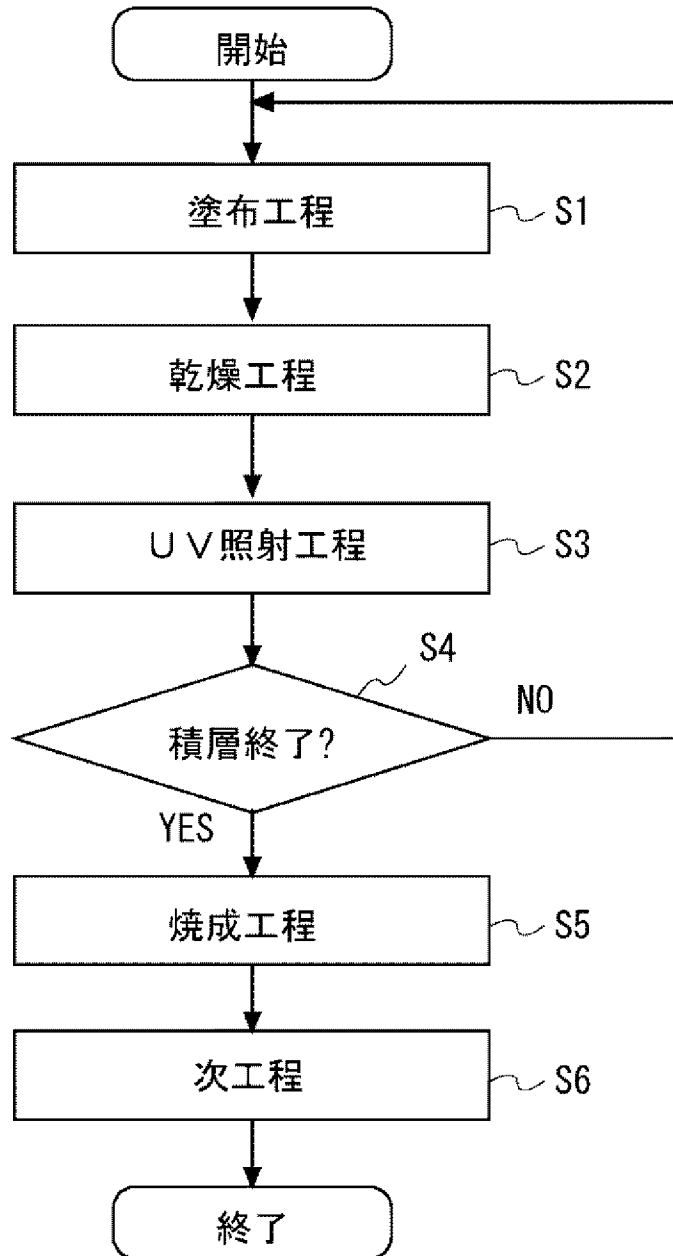 開始
塗布工程
S1
乾燥工程
S2
UV照射工程
S3
S4
積層終了?
NO
YES
焼成工程
S5
次工程
S6
終了